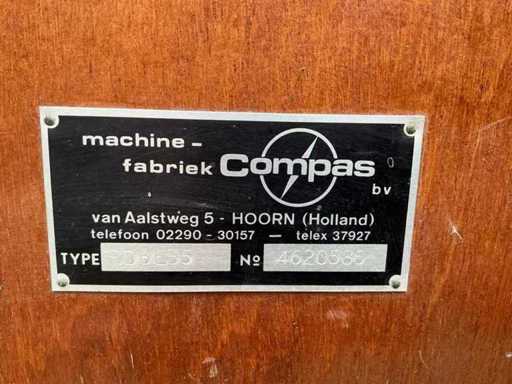 machine-
fabriek Compas
bv
van Aalstweg 5 - HOORN (Holland)
telefoon 02290 - 30157 — telex 37927
TYPE Nº